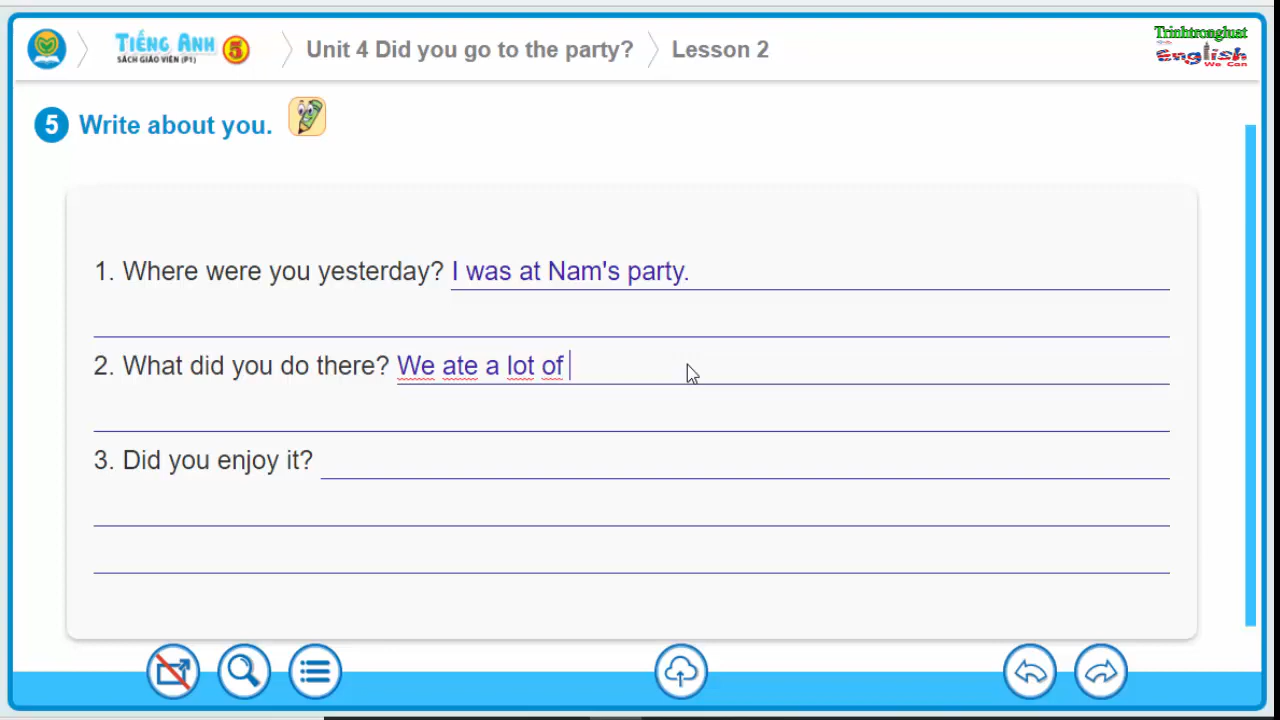 TIẾNG ANH 5
SÁCH GIÁO VIÊN (P1)
Unit 4 Did you go to the party?
Lesson 2
Trinhtrongluat
English
We Can
5 Write about you.
1. Where were you yesterday? I was at Nam's party.
2. What did you do there? We ate a lot of
3. Did you enjoy it?